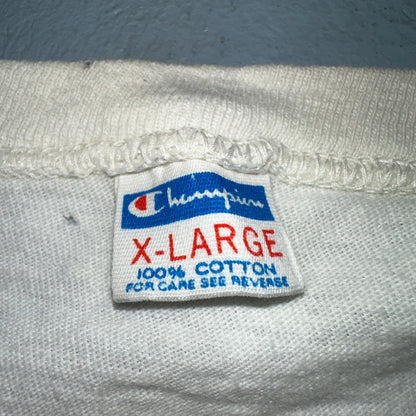 Champion
X-LARGE
100% COTTON
FOR CARE SEE REVERSE